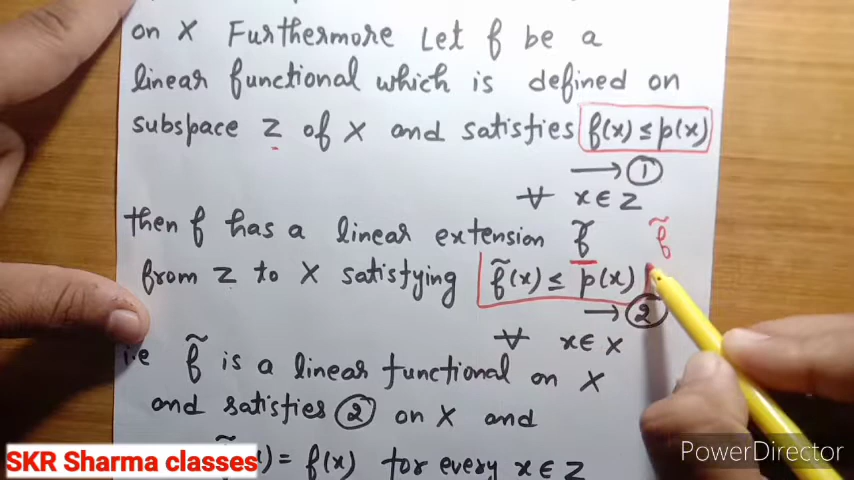 on X Furthermore Let f be a
linear functional which is defined on
subspace Z of X and satisfies f(x) ≤ p(x)
→ ①
∀ x ∈ Z
then f has a linear extension f̃ f̃
from Z to X satisfying f̃(x) ≤ p(x)
→ ②
∀ x ∈ X
i.e f̃ is a linear functional on X
and satisfies ② on X and
= f(x) for every x ∈ Z
SKR Sharma classes
PowerDirector